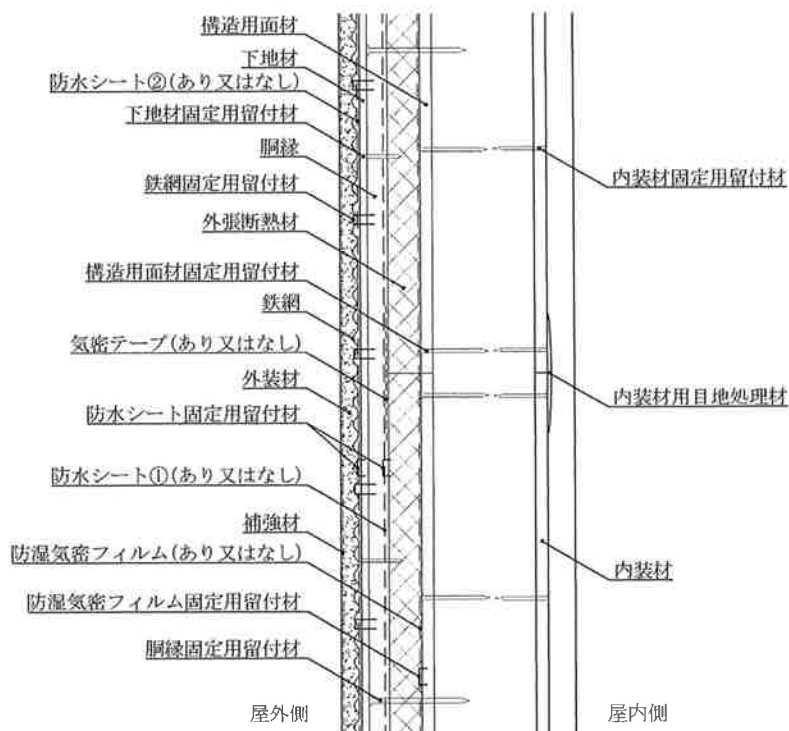 構造用面材
下地材
防水シート②(あり又はなし)
下地材固定用留付材
胴縁
鉄網固定用留付材
外張断熱材
構造用面材固定用留付材
鉄網
気密テープ(あり又はなし)
外装材
防水シート固定用留付材
防水シート①(あり又はなし)
補強材
防湿気密フィルム(あり又はなし)
防湿気密フィルム固定用留付材
胴縁固定用留付材
屋外側
内装材固定用留付材
内装材用目地処理材
内装材
屋内側